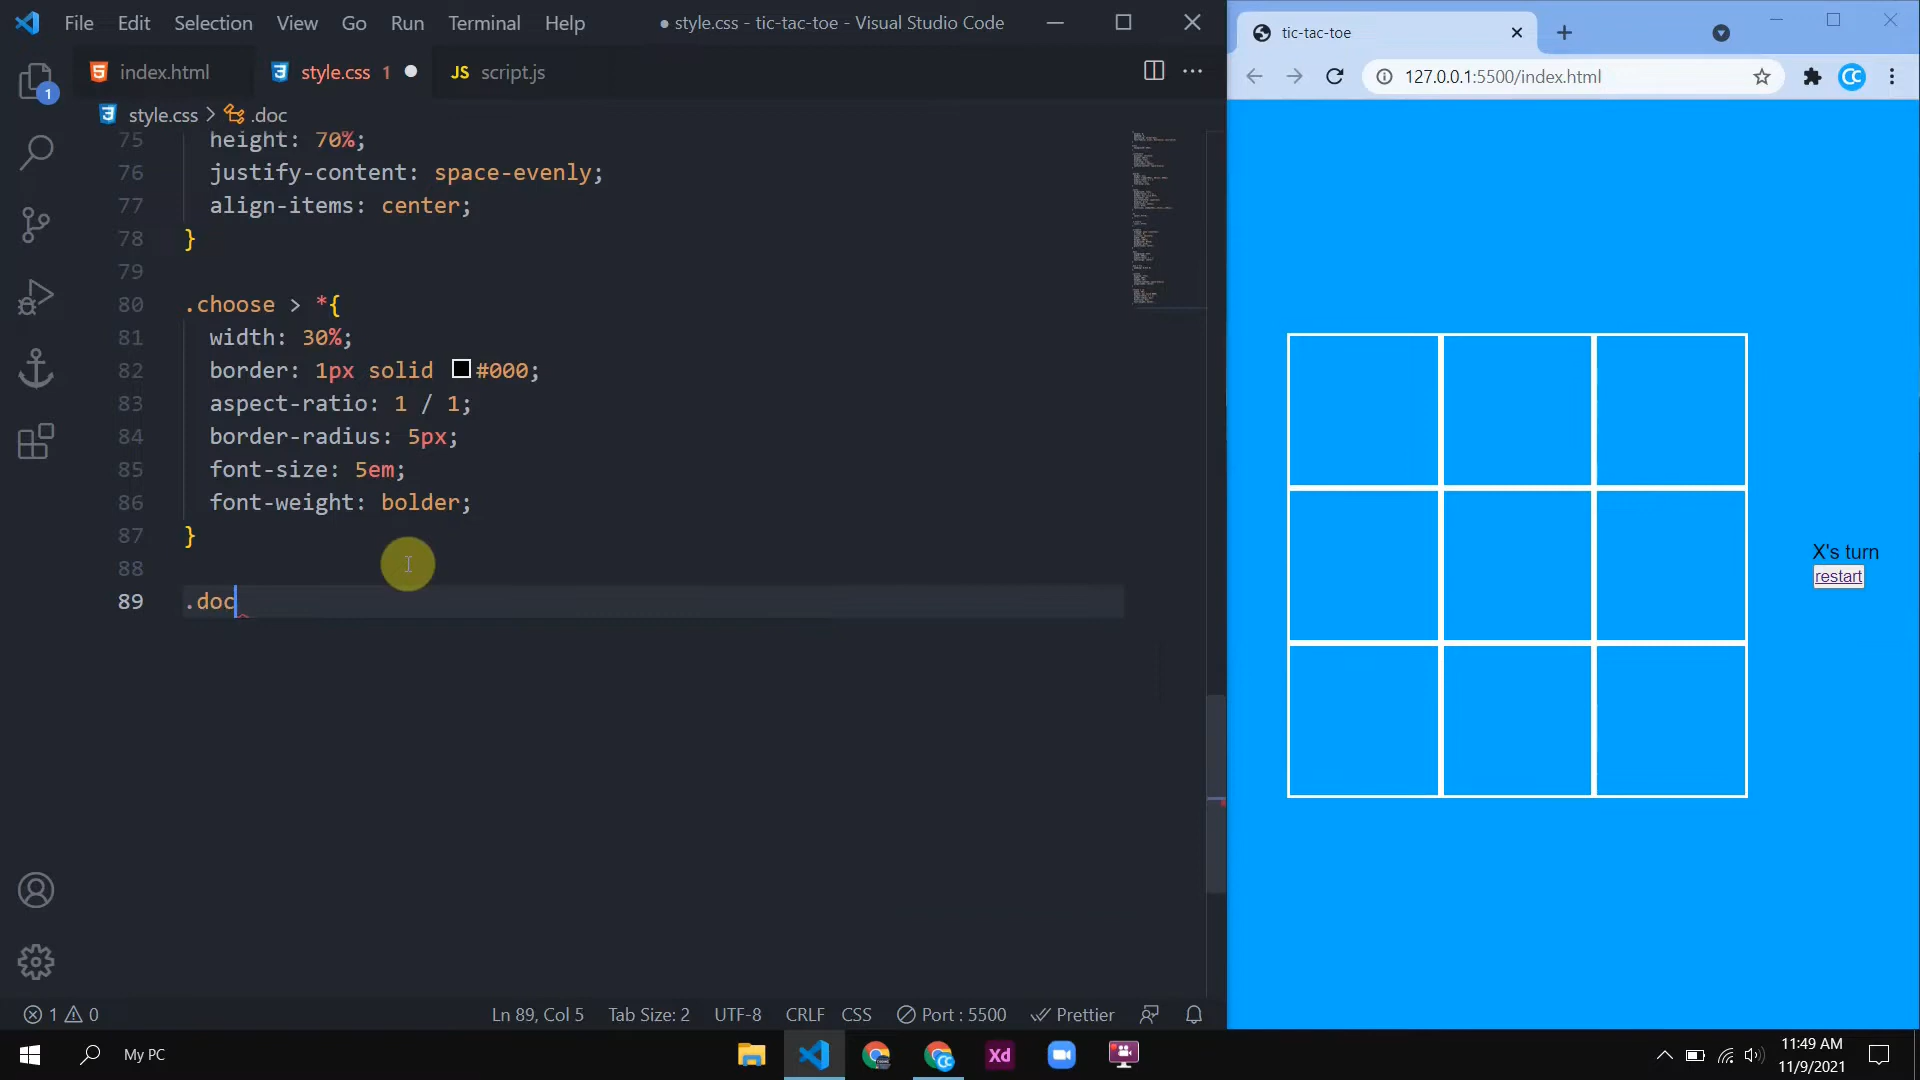 File Edit Selection View Go Run Terminal Help
● style.css - tic-tac-toe - Visual Studio Code
index.html
style.css 1 ●
JS script.js
style.css > .doc
75 height: 70%;
76 justify-content: space-evenly;
77 align-items: center;
78 }
79
80 .choose > *{
81 width: 30%;
82 border: 1px solid #000;
83 aspect-ratio: 1 / 1;
84 border-radius: 5px;
85 font-size: 5em;
86 font-weight: bolder;
87 }
88
89 .doc
1
1 0
Ln 89, Col 5 Tab Size: 2 UTF-8 CRLF CSS Port : 5500 Prettier
tic-tac-toe
127.0.0.1:5500/index.html
CC
X's turn
restart
My PC
Xd
CC
11:49 AM
11/9/2021